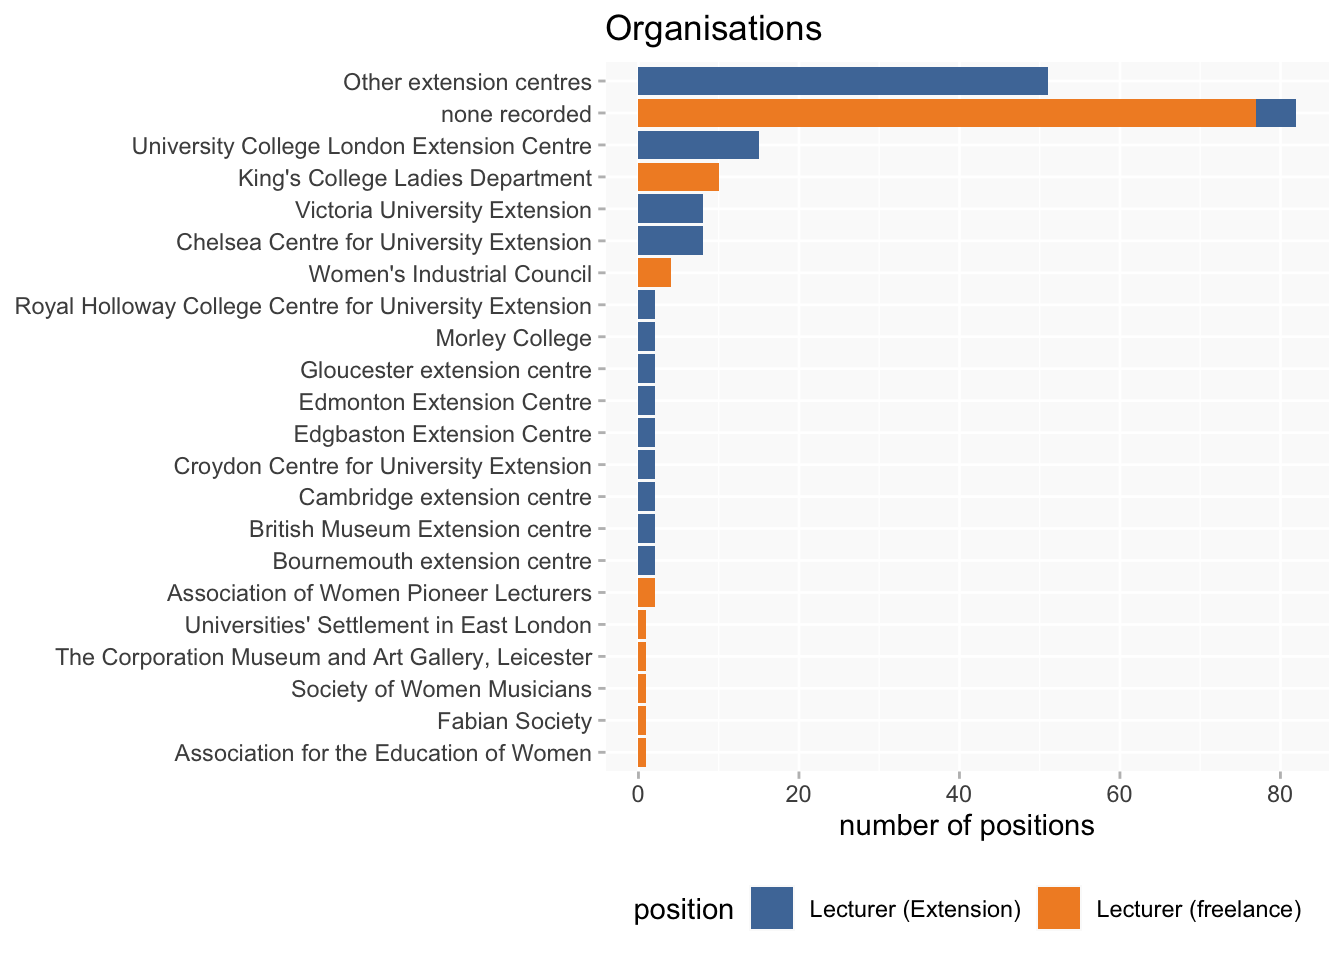 Organisations
Other extension centres
none recorded
University College London Extension Centre
King's College Ladies Department
Victoria University Extension
Chelsea Centre for University Extension
Women's Industrial Council
Royal Holloway College Centre for University Extension
Morley College
Gloucester extension centre
Edmonton Extension Centre
Edgbaston Extension Centre
Croydon Centre for University Extension
Cambridge extension centre
British Museum Extension centre
Bournemouth extension centre
Association of Women Pioneer Lecturers
Universities' Settlement in East London
The Corporation Museum and Art Gallery, Leicester
Society of Women Musicians
Fabian Society
Association for the Education of Women
0 20 40 60 80
number of positions
position Lecturer (Extension) Lecturer (freelance)